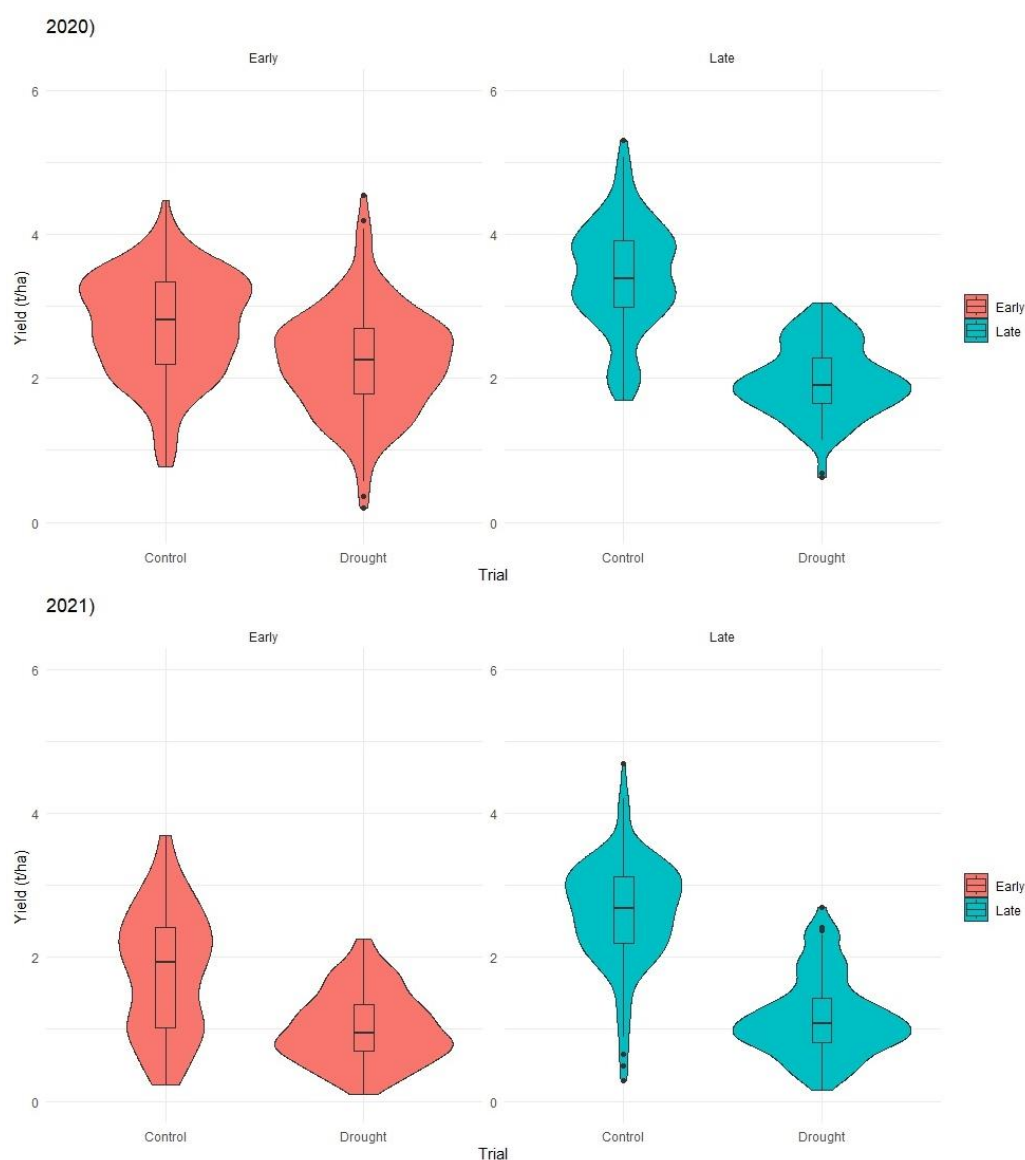 2020)
Early
Late
6
6
4
4
Yield (t/ha)
Early
Late
2
2
0
0
Control
Drought
Control
Drought
Trial
2021)
Early
Late
6
6
4
4
Yield (t/ha)
Early
Late
2
2
0
0
Control
Drought
Control
Drought
Trial